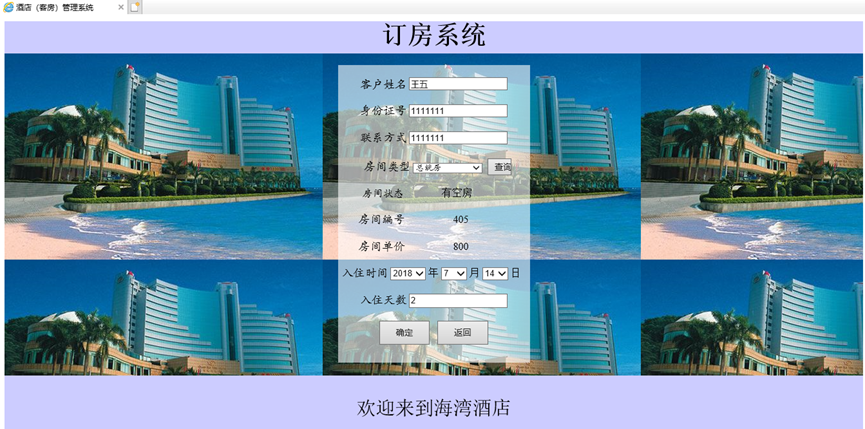 酒店（客房）管理系统
订房系统
客户姓名 王五
身份证号 1111111
联系方式 1111111
房间类型 总统房 查询
房间状态 有空房
房间编号 405
房间单价 800
入住时间 2018 年 7 月 14 日
入住天数 2
确定 返回
欢迎来到海湾酒店